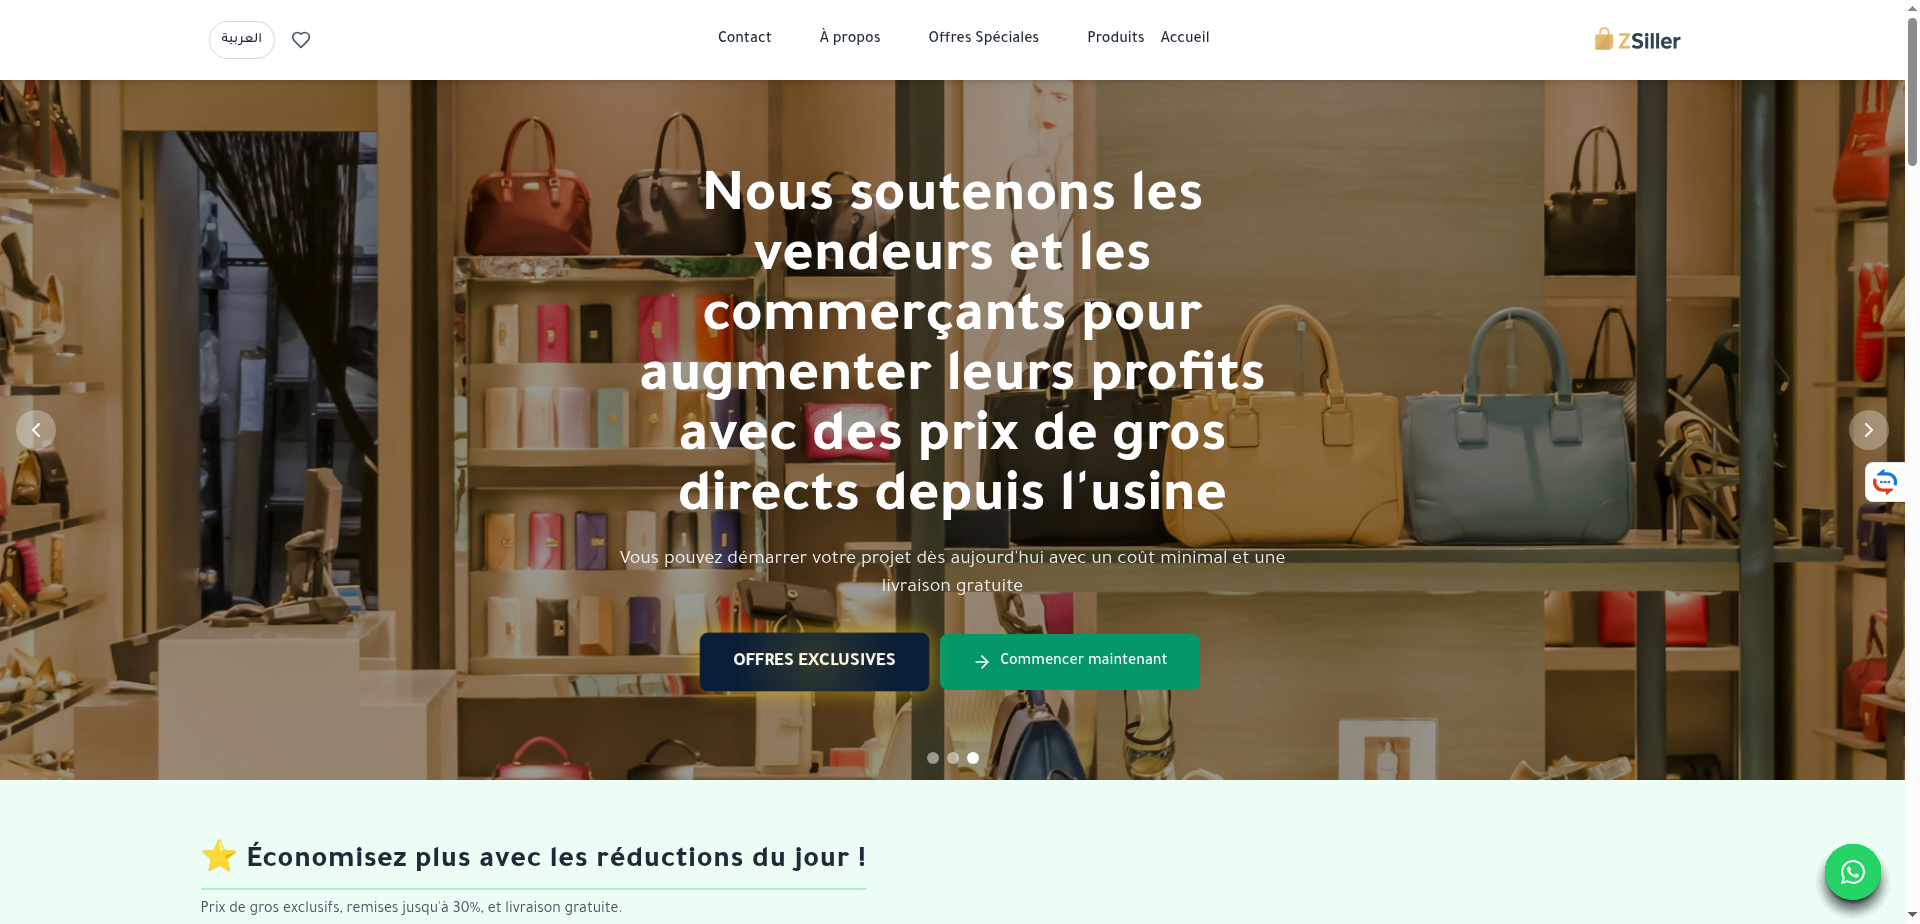 العربية
Contact
À propos
Offres Spéciales
Produits
Accueil
ZSiller
Nous soutenons les
vendeurs et les
commerçants pour
augmenter leurs profits
avec des prix de gros
directs depuis l'usine
Vous pouvez démarrer votre projet dès aujourd'hui avec un coût minimal et une
livraison gratuite
OFFRES EXCLUSIVES
Commencer maintenant
⭐ Économisez plus avec les réductions du jour !
Prix de gros exclusifs, remises jusqu'à 30%, et livraison gratuite.